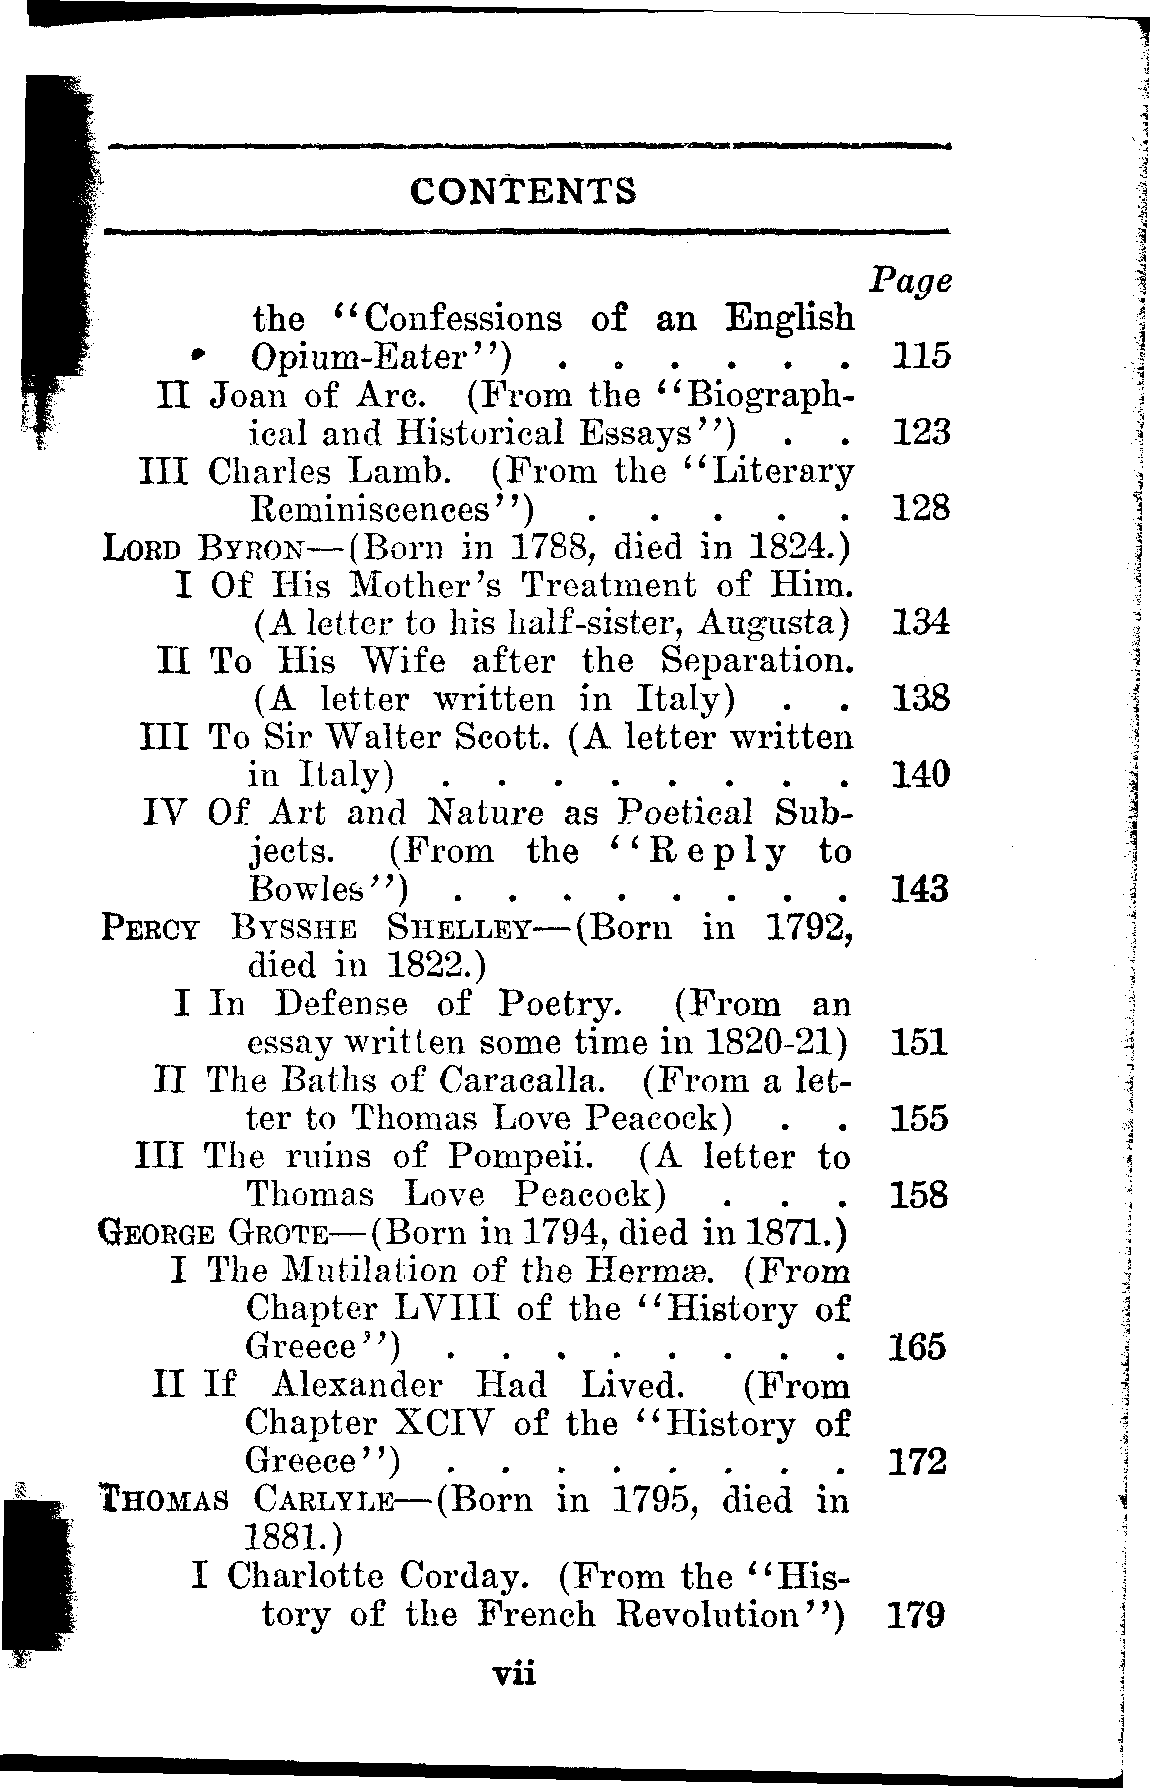 CONTENTS
Page
the "Confessions of an English
Opium-Eater") . . . . . . 115
II Joan of Arc. (From the "Biograph-
ical and Historical Essays") . . 123
III Charles Lamb. (From the "Literary
Reminiscences") . . . . . 128
LORD BYRON—(Born in 1788, died in 1824.)
I Of His Mother's Treatment of Him.
(A letter to his half-sister, Augusta) 134
II To His Wife after the Separation.
(A letter written in Italy) . . 138
III To Sir Walter Scott. (A letter written
in Italy) . . . . . . . . 140
IV Of Art and Nature as Poetical Sub-
jects. (From the "Reply to
Bowles") . . . . . . . . 143
PERCY BYSSHE SHELLEY—(Born in 1792,
died in 1822.)
I In Defense of Poetry. (From an
essay written some time in 1820-21) 151
II The Baths of Caracalla. (From a let-
ter to Thomas Love Peacock) . . 155
III The ruins of Pompeii. (A letter to
Thomas Love Peacock) . . . 158
GEORGE GROTE—(Born in 1794, died in 1871.)
I The Mutilation of the Hermæ. (From
Chapter LVIII of the "History of
Greece") . . . . . . . . 165
II If Alexander Had Lived. (From
Chapter XCIV of the "History of
Greece") . . . . . . . . 172
THOMAS CARLYLE—(Born in 1795, died in
1881.)
I Charlotte Corday. (From the "His-
tory of the French Revolution") 179
vii